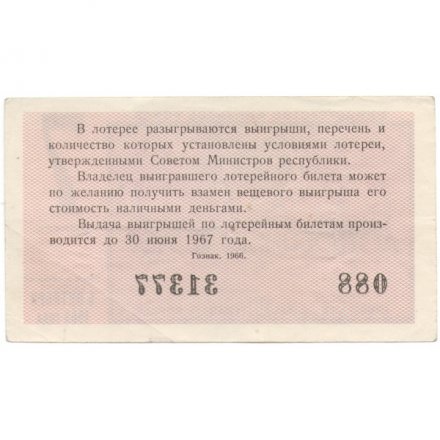 В лотерее разыгрываются выигрыши, перечень и
количество которых установлены условиями лотереи,
утвержденными Советом Министров республики.
Владелец выигравшего лотерейного билета может
по желанию получить взамен вещевого выигрыша его
стоимость наличными деньгами.
Выдача выигрышей по лотерейным билетам произ-
водится до 30 июня 1967 года.
Гознак. 1966.
31377 088